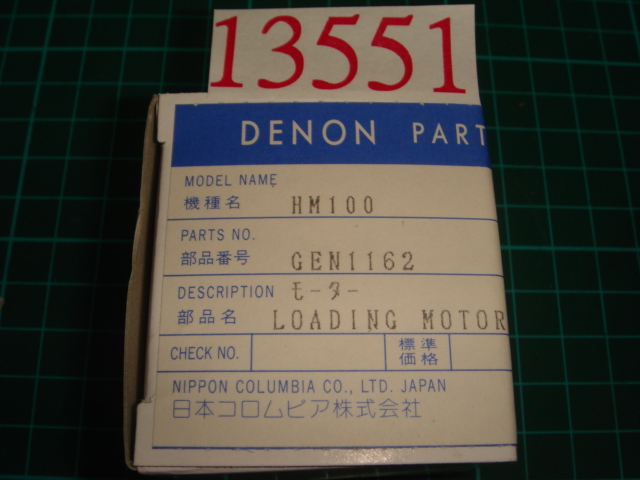 13551
DENON PART
MODEL NAME
機種名 HM100
PARTS NO.
部品番号 GEN1162
DESCRIPTION モーター
部品名 LOADING MOTOR
CHECK NO. 標準価格
NIPPON COLUMBIA CO., LTD. JAPAN
日本コロムビア株式会社